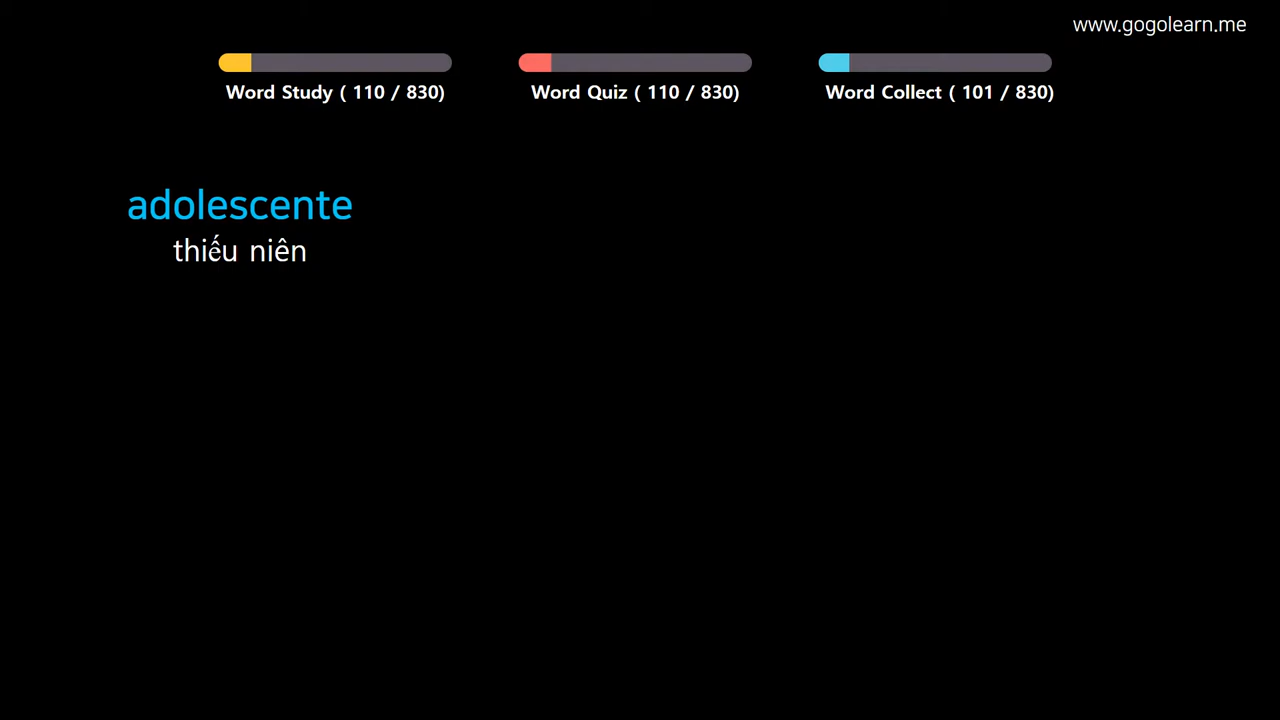 www.gogolearn.me
Word Study ( 110 / 830)
Word Quiz ( 110 / 830)
Word Collect ( 101 / 830)
adolescente
thiếu niên